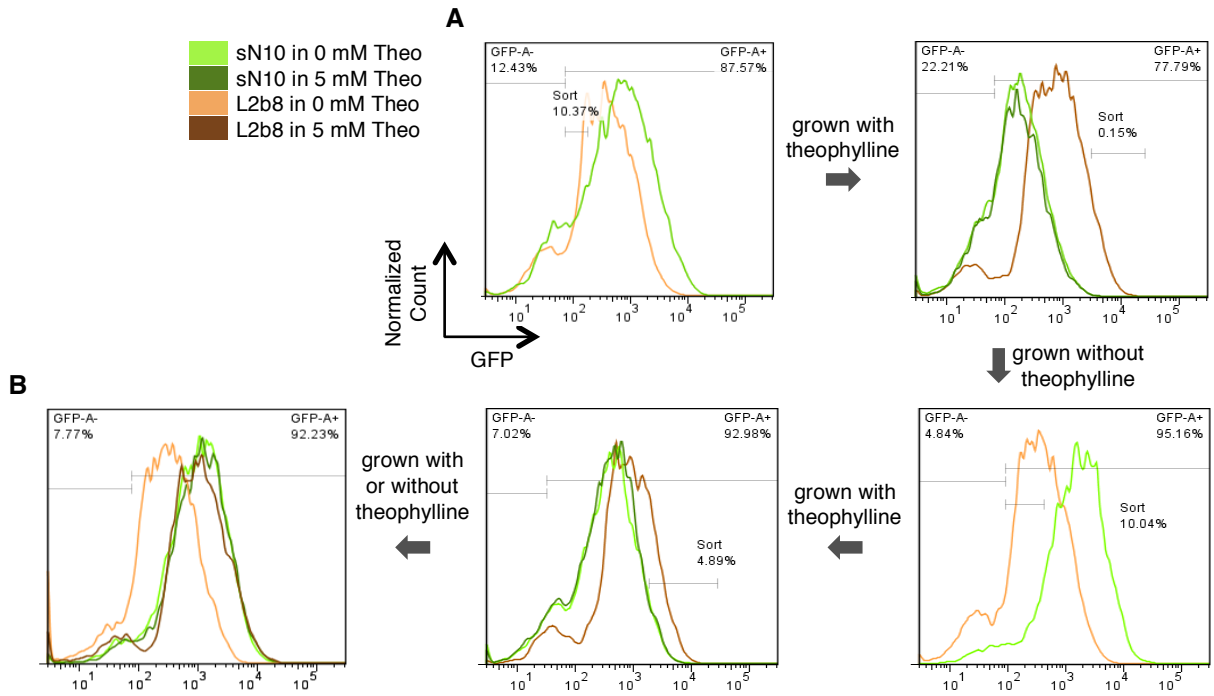 A
sN10 in 0 mM Theo
sN10 in 5 mM Theo
L2b8 in 0 mM Theo
L2b8 in 5 mM Theo
GFP-A-
12.43%
GFP-A+
87.57%
Sort
10.37%
10¹ 10² 10³ 10⁴ 10⁵
Normalized
Count
GFP
grown with
theophylline
GFP-A-
22.21%
GFP-A+
77.79%
Sort
0.15%
10¹ 10² 10³ 10⁴ 10⁵
grown without
theophylline
B
GFP-A-
7.77%
GFP-A+
92.23%
10¹ 10² 10³ 10⁴ 10⁵
grown with
or without
theophylline
GFP-A-
7.02%
GFP-A+
92.98%
Sort
4.89%
10¹ 10² 10³ 10⁴ 10⁵
grown with
theophylline
GFP-A-
4.84%
GFP-A+
95.16%
Sort
10.04%
10¹ 10² 10³ 10⁴ 10⁵